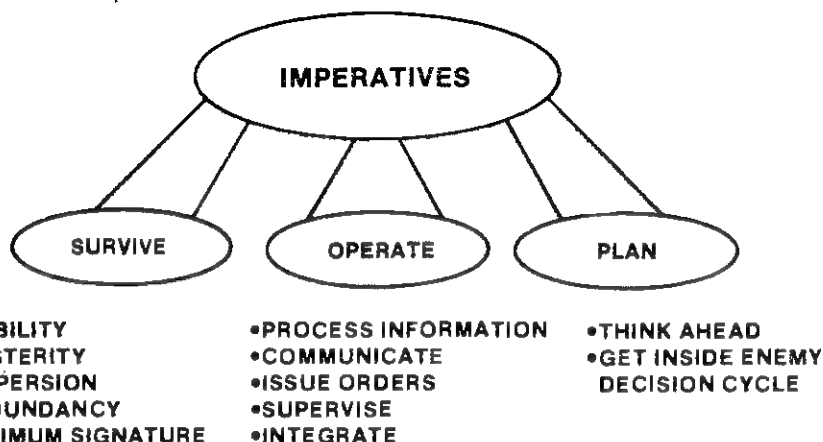 IMPERATIVES
SURVIVE
OPERATE
PLAN
BILITY
STERITY
PERSION
DUNDANCY
IMUM SIGNATURE
•PROCESS INFORMATION
•COMMUNICATE
•ISSUE ORDERS
•SUPERVISE
•INTEGRATE
•THINK AHEAD
•GET INSIDE ENEMY
DECISION CYCLE